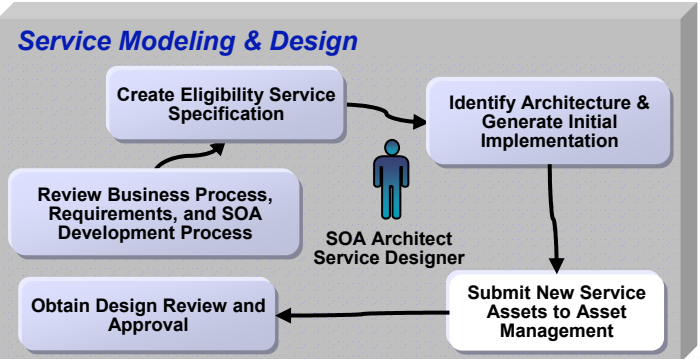 Service Modeling & Design
Create Eligibility Service
Specification
Identify Architecture &
Generate Initial
Implementation
Review Business Process,
Requirements, and SOA
Development Process
SOA Architect
Service Designer
Obtain Design Review and
Approval
Submit New Service
Assets to Asset
Management